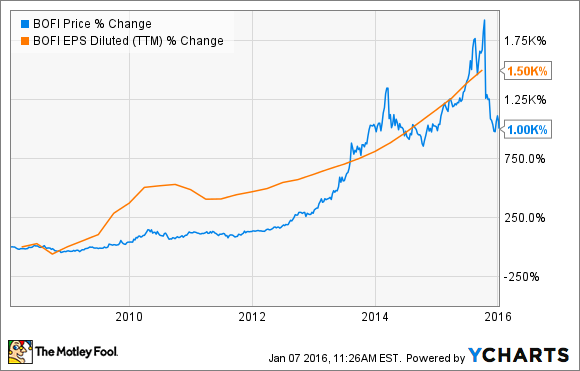 BOFI Price % Change
BOFI EPS Diluted (TTM) % Change
1.75K%
1.50K%
1.25K%
1.00K%
750.0%
250.0%
-250%
2010
2012
2014
2016
The Motley Fool.
Jan 07 2016, 11:26AM EST. Powered by YCHARTS